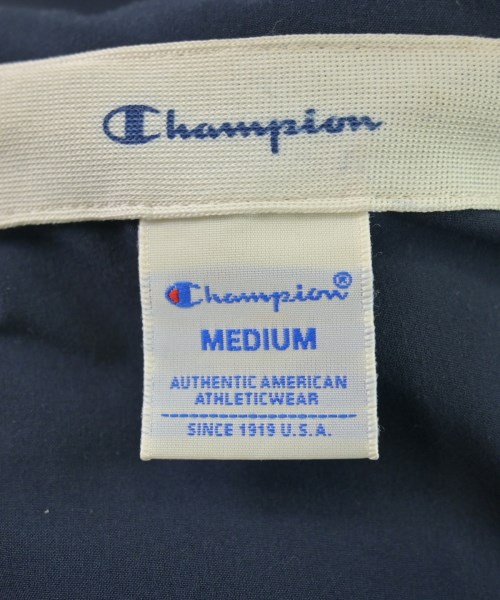 Champion
Champion®
MEDIUM
AUTHENTIC AMERICAN
ATHLETICWEAR
SINCE 1919 U.S.A.